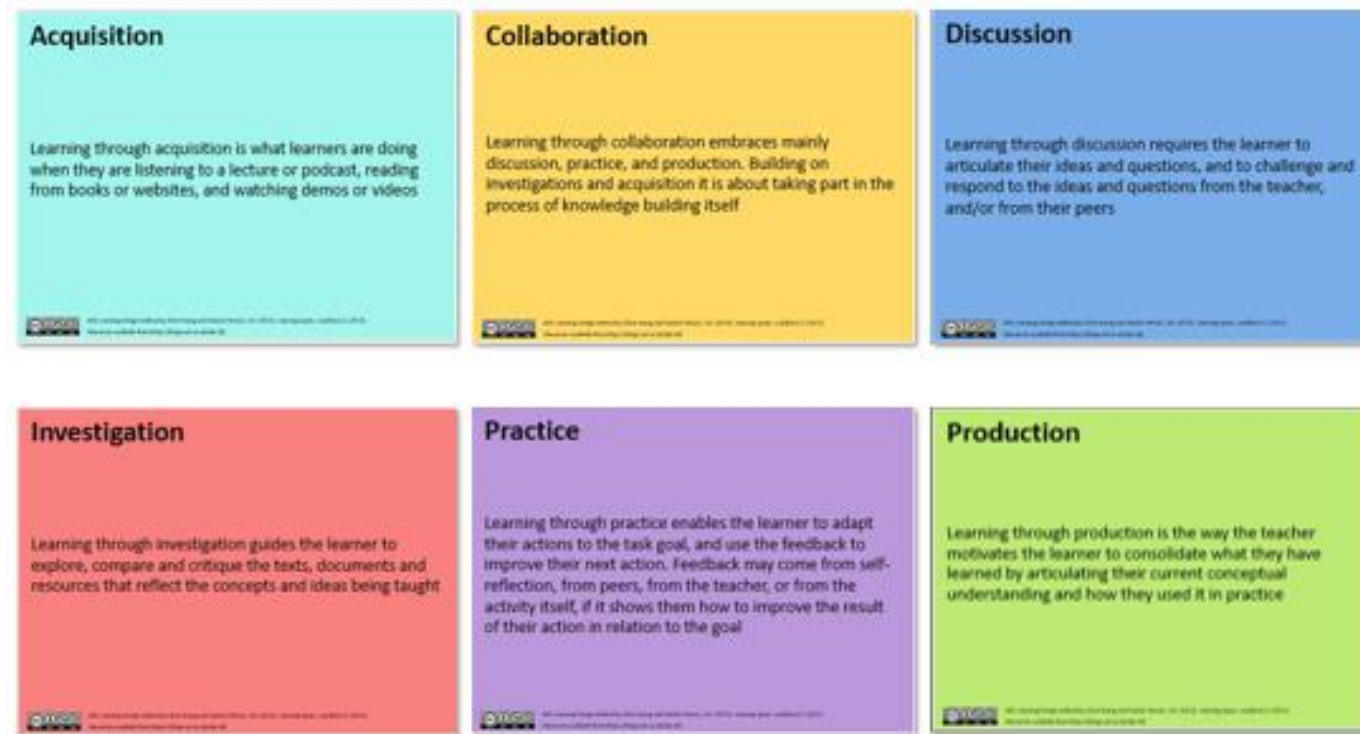 Acquisition
Learning through acquisition is what learners are doing
when they are listening to a lecture or podcast, reading
from books or websites, and watching demos or videos
Collaboration
Learning through collaboration embraces mainly
discussion, practice, and production. Building on
investigations and acquisition it is about taking part in the
process of knowledge building itself
Discussion
Learning through discussion requires the learner to
articulate their ideas and questions, and to challenge and
respond to the ideas and questions from the teacher,
and/or from their peers
Investigation
Learning through investigation guides the learner to
explore, compare and critique the texts, documents and
resources that reflect the concepts and ideas being taught
Practice
Learning through practice enables the learner to adapt
their actions to the task goal, and use the feedback to
improve their next action. Feedback may come from self-
reflection, from peers, from the teacher, or from the
activity itself, if it shows them how to improve the result
of their action in relation to the goal
Production
Learning through production is the way the teacher
motivates the learner to consolidate what they have
learned by articulating their current conceptual
understanding and how they used it in practice